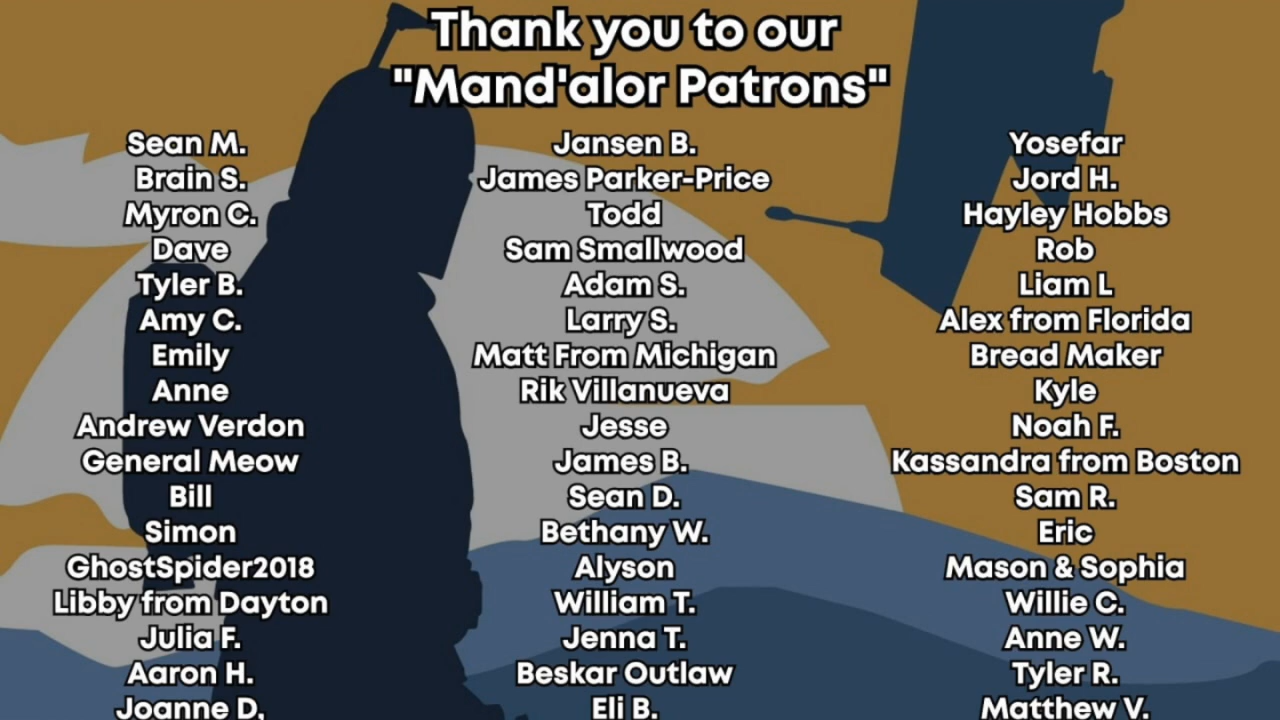 Thank you to our
"Mand'alor Patrons"
Sean M.
Brain S.
Myron C.
Dave
Tyler B.
Amy C.
Emily
Anne
Andrew Verdon
General Meow
Bill
Simon
GhostSpider2018
Libby from Dayton
Julia F.
Aaron H.
Joanne D,
Jansen B.
James Parker-Price
Todd
Sam Smallwood
Adam S.
Larry S.
Matt From Michigan
Rik Villanueva
Jesse
James B.
Sean D.
Bethany W.
Alyson
William T.
Jenna T.
Beskar Outlaw
Eli B.
Yosefar
Jord H.
Hayley Hobbs
Rob
Liam L
Alex from Florida
Bread Maker
Kyle
Noah F.
Kassandra from Boston
Sam R.
Eric
Mason & Sophia
Willie C.
Anne W.
Tyler R.
Matthew V.